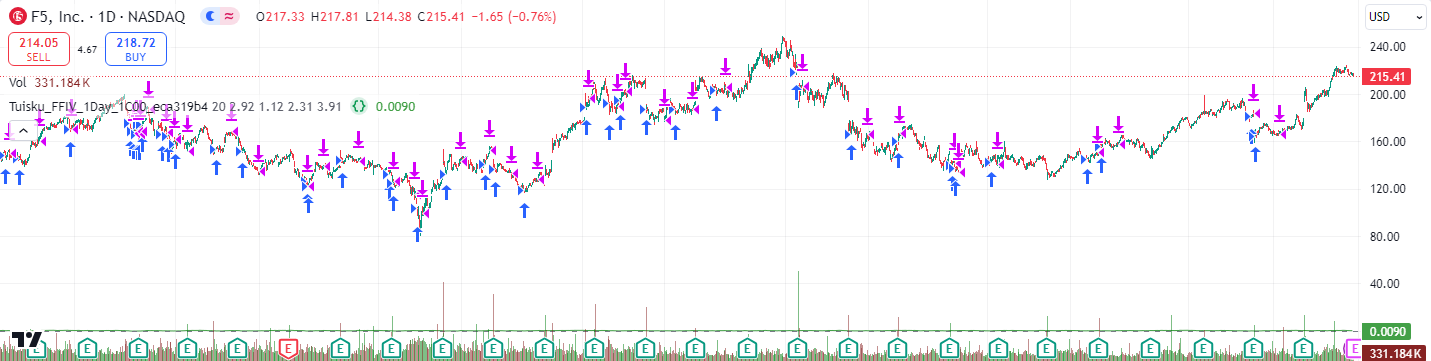 F5, Inc. · 1D · NASDAQ O217.33 H217.81 L214.38 C215.41 −1.65 (−0.76%)
USD
214.05 SELL
4.67
218.72 BUY
Vol 331.184 K
Tuisku_FFIV_1Day_1C00_eca319b4 20 2.92 1.12 2.31 3.91 {} 0.0090
240.00
215.41
200.00
160.00
120.00
80.00
40.00
0.0090
331.184 K
E E E E E E E E E E E E E E E E E E E E E E E E E E E